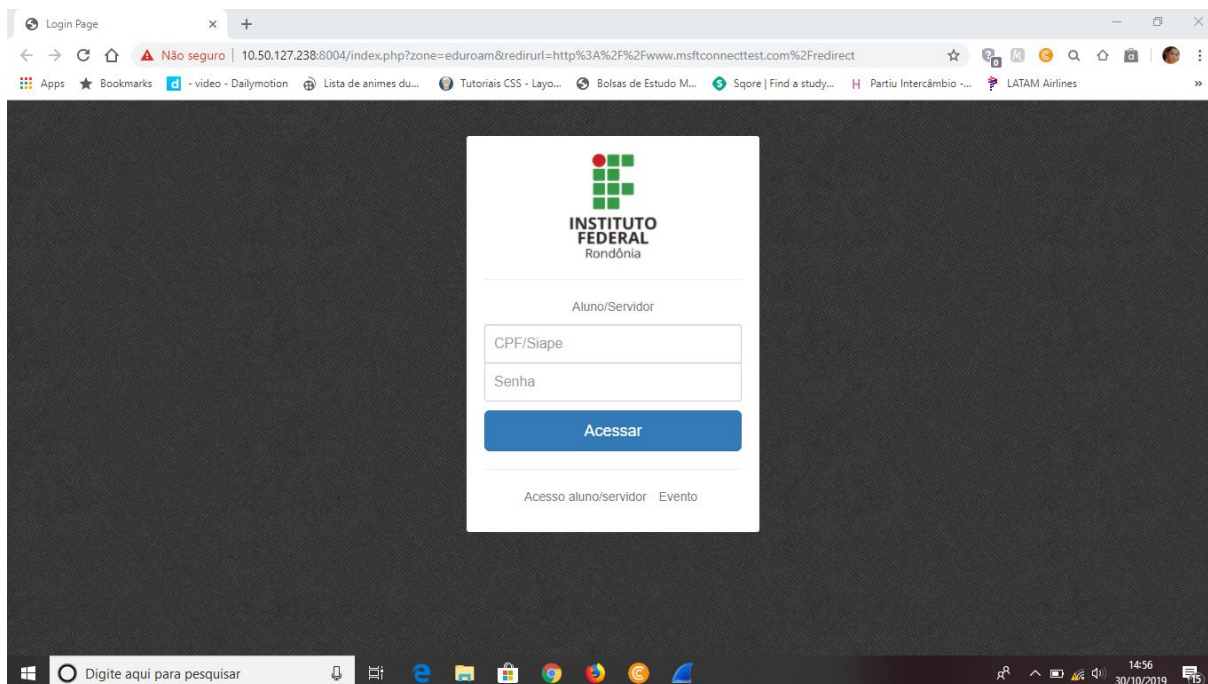 Login Page
Não seguro | 10.50.127.238:8004/index.php?zone=eduroam&redirurl=http%3A%2F%2Fwww.msftconnecttest.com%2Fredirect
Apps Bookmarks - video - Dailymotion Lista de animes du... Tutoriais CSS - Layo... Bolsas de Estudo M... Sqore | Find a study... Partiu Intercâmbio -... LATAM Airlines »
INSTITUTO
FEDERAL
Rondônia
Aluno/Servidor
CPF/Siape
Senha
Acessar
Acesso aluno/servidor Evento
Digite aqui para pesquisar
14:56
30/10/2019
15